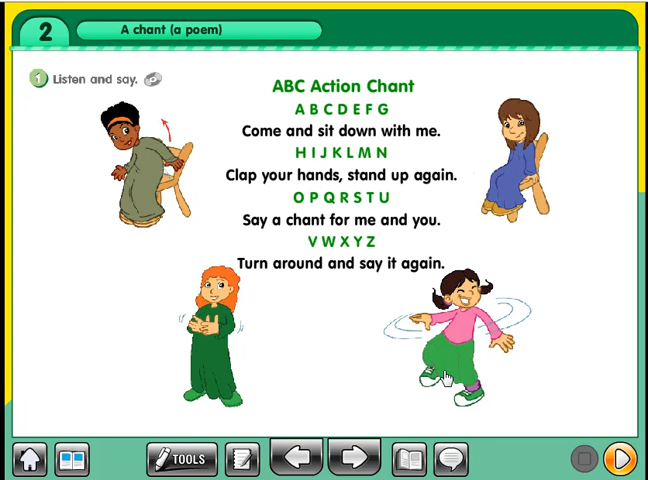 2
A chant (a poem)
1 Listen and say.
ABC Action Chant
A B C D E F G
Come and sit down with me.
H I J K L M N
Clap your hands, stand up again.
O P Q R S T U
Say a chant for me and you.
V W X Y Z
Turn around and say it again.
TOOLS